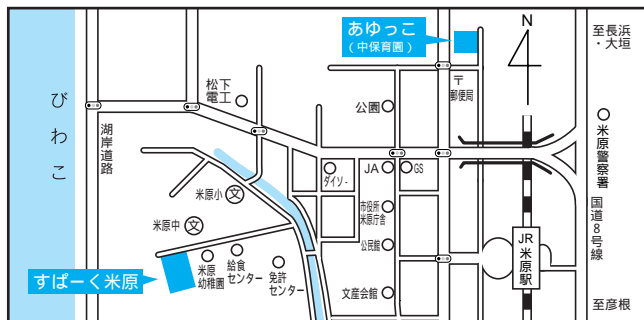 びわこ
湖岸道路
松下
電工
あゆっこ
(中保育園)
N
至長浜
・大垣
〒
郵便局
公園
米原警察署
JA
GS
ダイソー
米原小
文
市役所
米原庁舎
国道8号線
米原中
文
公民館
JR
米原駅
米原
幼稚園
給食
センター
免許
センター
すぱーく米原
文産会館
至彦根